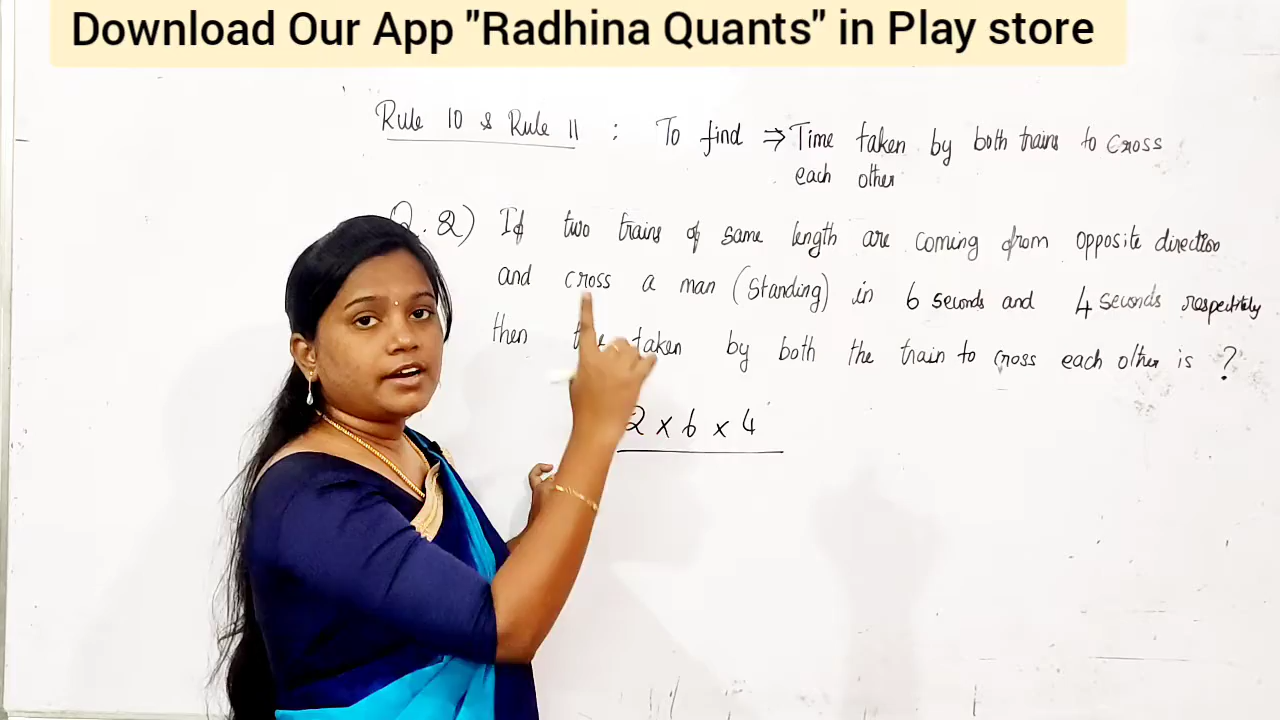 Download Our App "Radhina Quants" in Play store
Rule 10 & Rule 11 : To find ⇒ Time taken by both trains to cross
each other
Q. 2) If two trains of same length are coming from opposite direction
and cross a man (standing) in 6 seconds and 4 seconds respectively
then taken by both the train to cross each other is ?
2 x 6 x 4